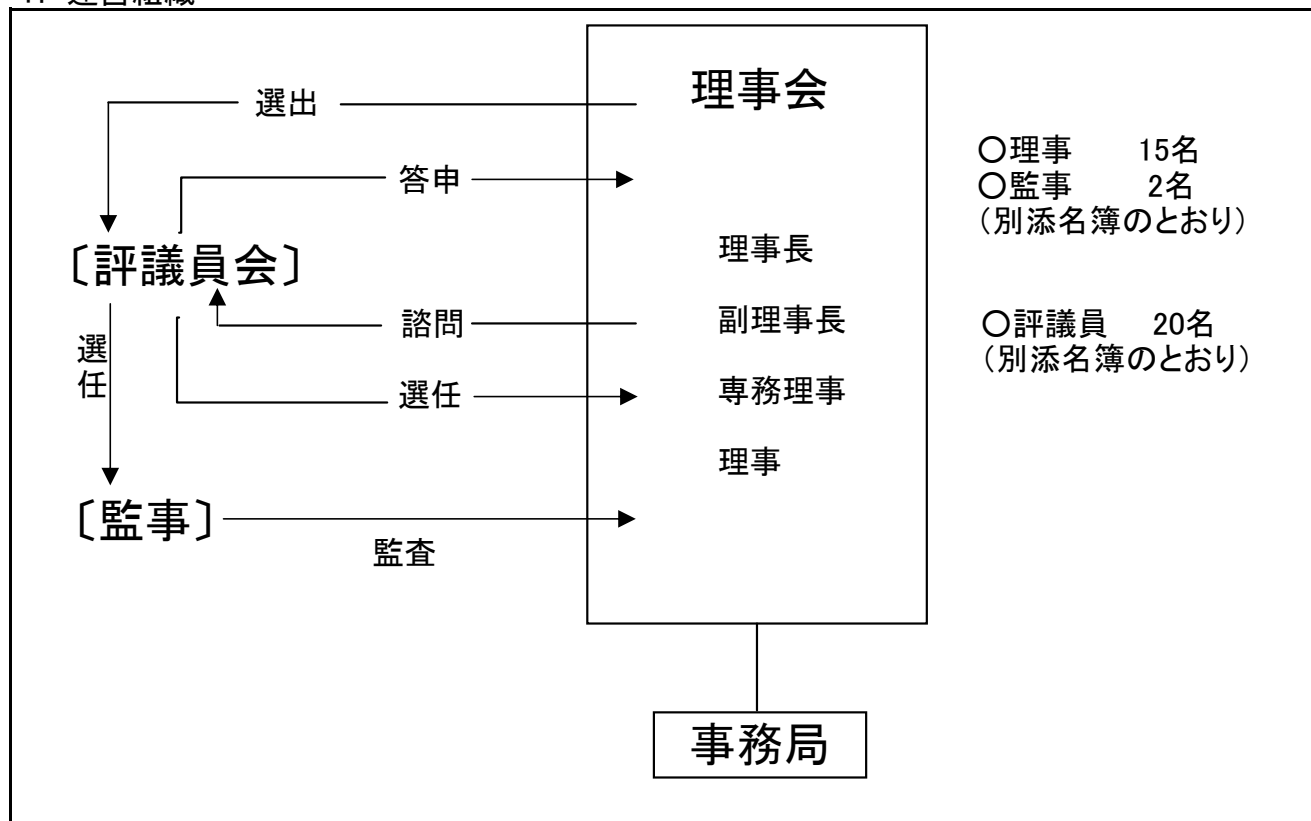 選出
理事会
○理事 15名
○監事 2名
(別添名簿のとおり)
答申
〔評議員会〕
理事長
諮問
副理事長
○評議員 20名
(別添名簿のとおり)
選任
選任
専務理事
理事
〔監事〕
監査
事務局